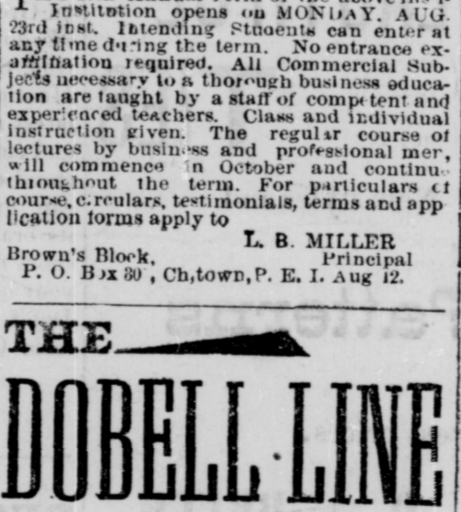 Institution opens on MONDAY, AUG.
23rd inst. Intending Students can enter at
any time during the term. No entrance ex-
amination required. All Commercial Sub-
jects necessary to a thorough business educa-
tion are taught by a staff of competent and
experienced teachers. Class and individual
instruction given. The regular course of
lectures by business and professional men,
will commence in October and continue
throughout the term. For particulars of
course, circulars, testimonials, terms and app
lication forms apply to
L. B. MILLER
Brown's Block, Principal
P. O. Box 30 , Ch,town, P. E. I. Aug 12.
THE
DOBELL LINE